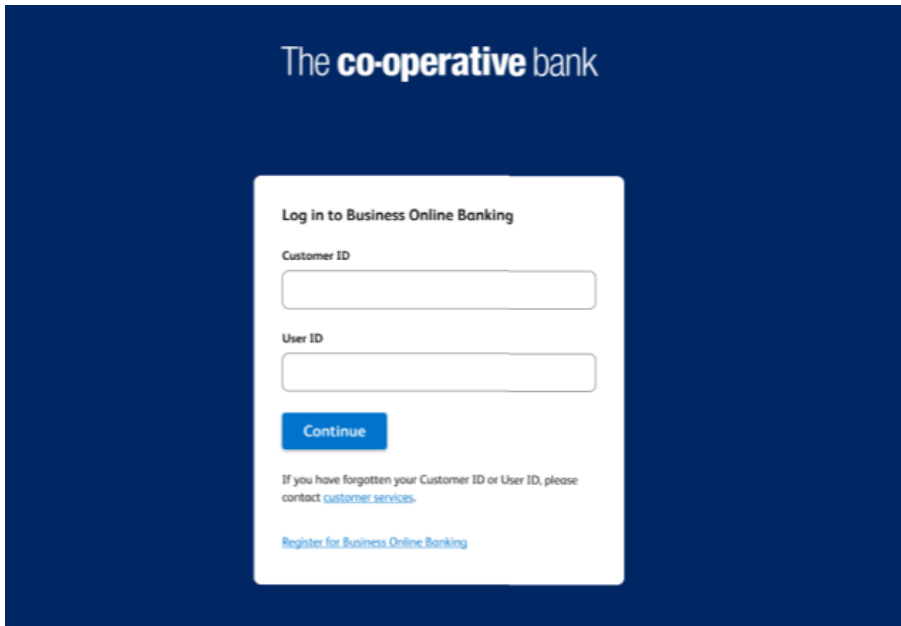 The co-operative bank
Log in to Business Online Banking
Customer ID
User ID
Continue
If you have forgotten your Customer ID or User ID, please
contact customer services.
Register for Business Online Banking